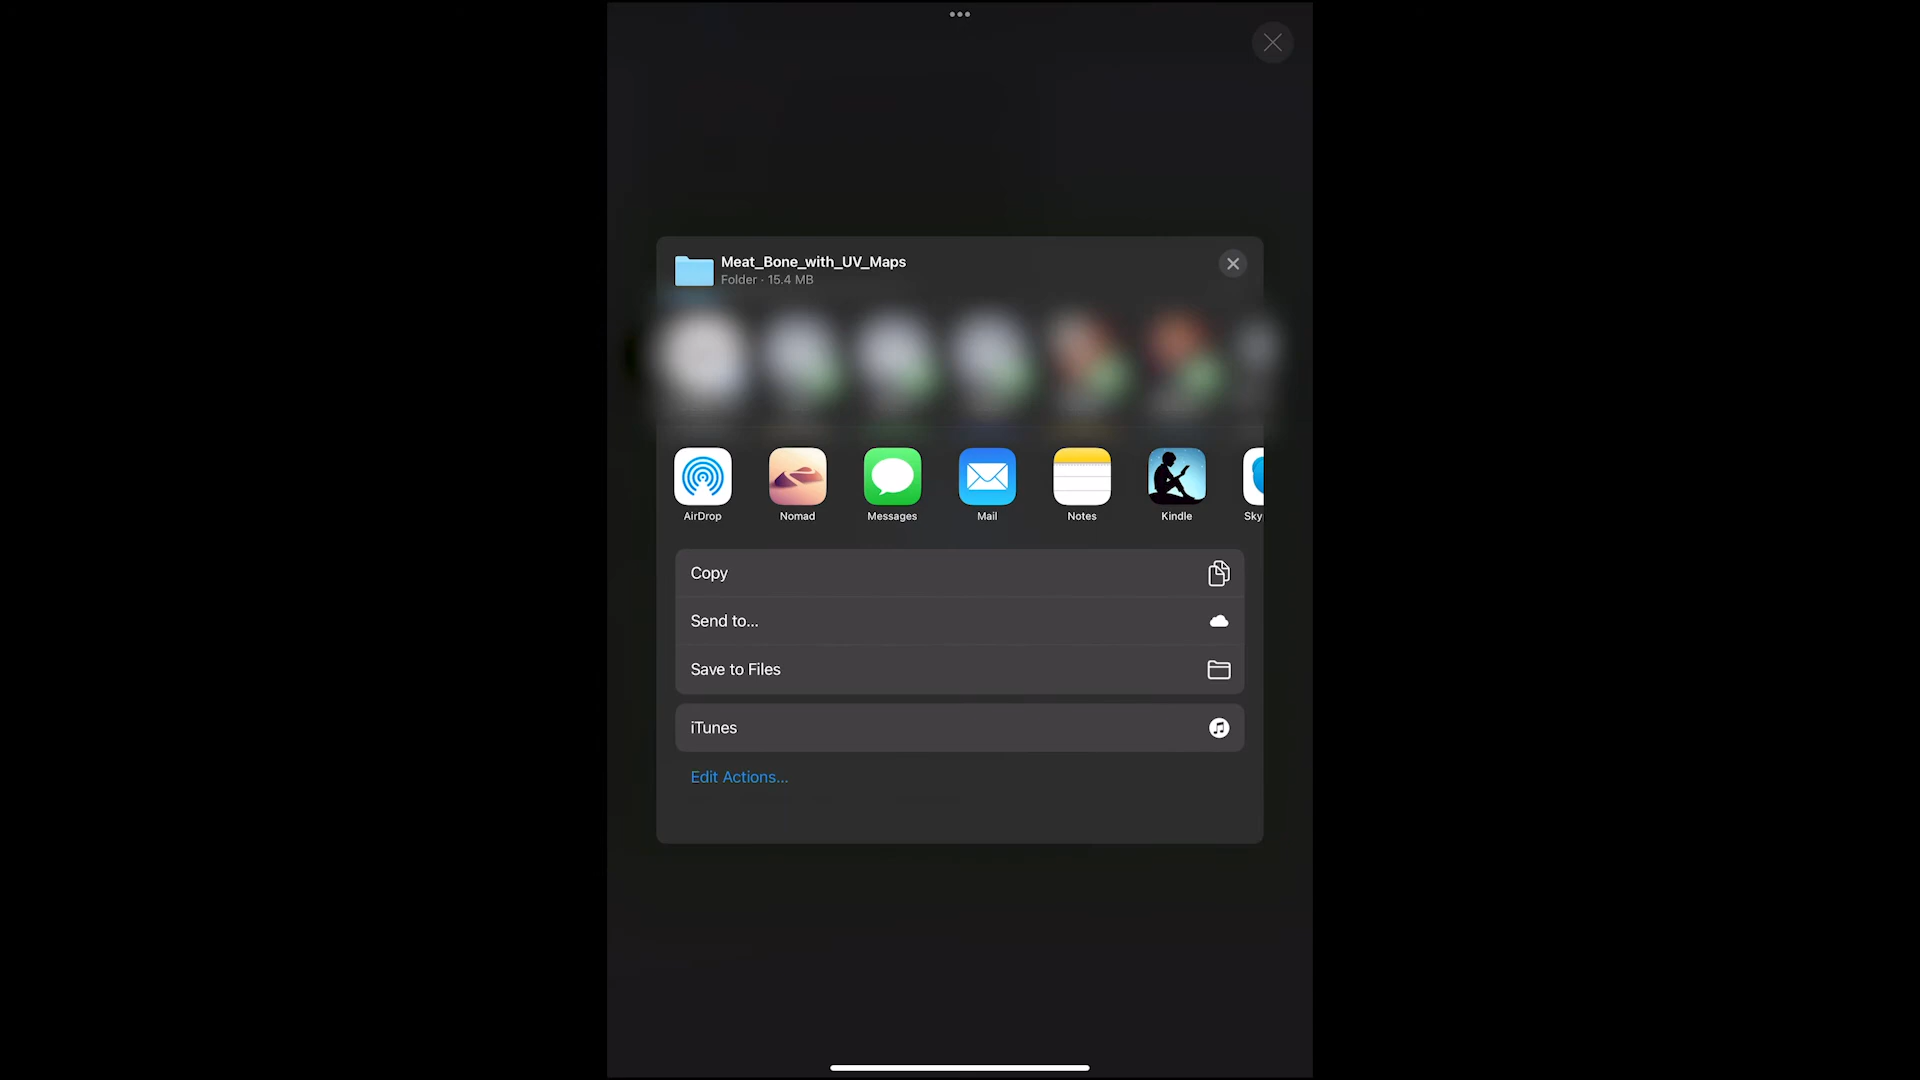 Meat_Bone_with_UV_Maps
Folder · 15.4 MB
AirDrop
Nomad
Messages
Mail
Notes
Kindle
Sky
Copy
Send to...
Save to Files
iTunes
Edit Actions...